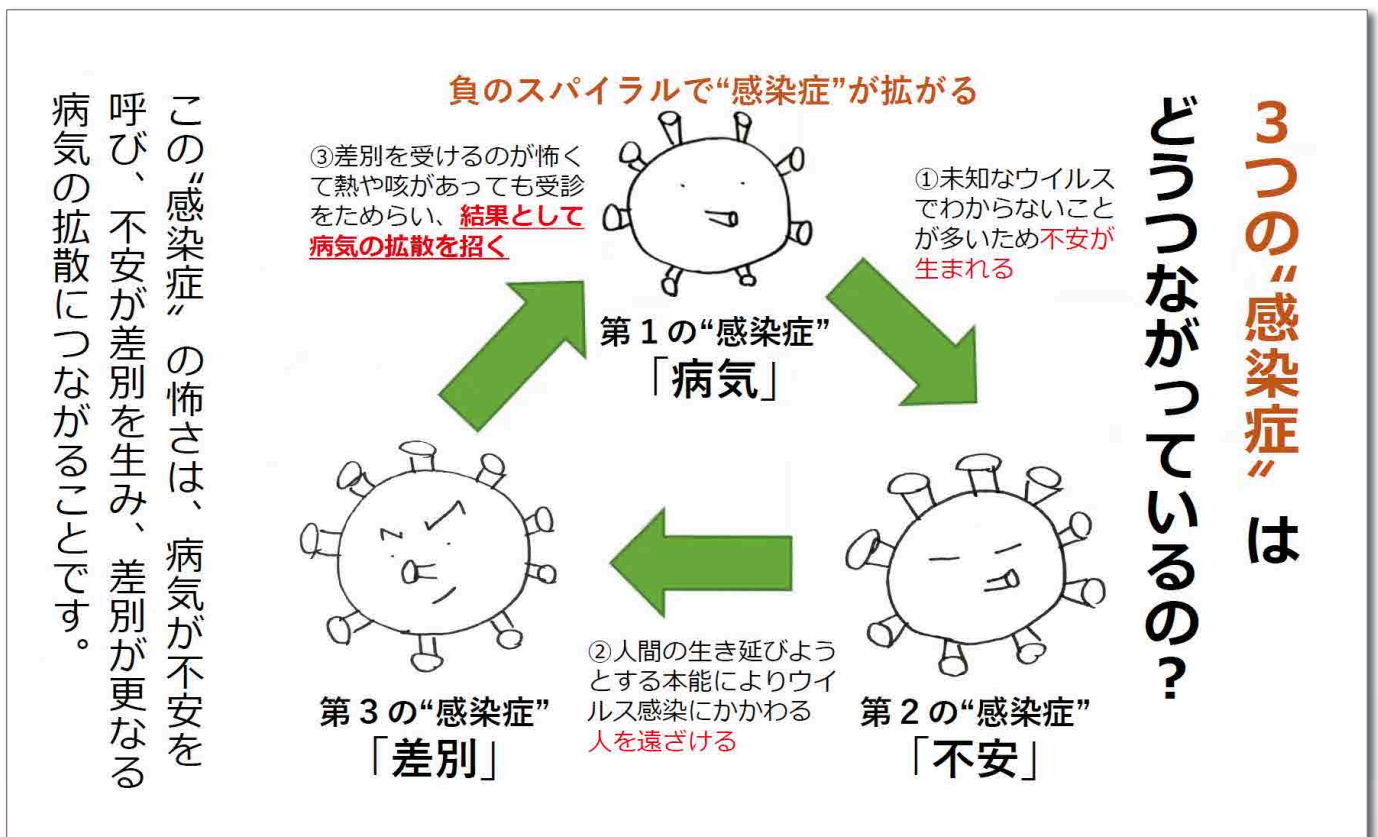 3つの“感染症”は
どうつながっているの？
負のスパイラルで“感染症”が拡がる
第１の“感染症”
「病気」
①未知なウイルス
でわからないこと
が多いため不安が
生まれる
第２の“感染症”
「不安」
②人間の生き延びよう
とする本能によりウイ
ルス感染にかかわる
人を遠ざける
第３の“感染症”
「差別」
③差別を受けるのが怖く
て熱や咳があっても受診
をためらい、結果として
病気の拡散を招く
この“感染症”の怖さは、病気が不安を
呼び、不安が差別を生み、差別が更なる
病気の拡散につながることです。